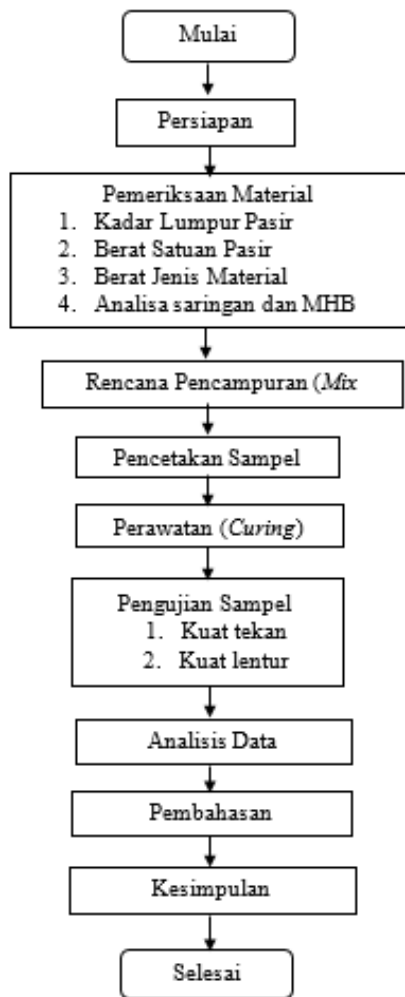 Mulai
Persiapan
Pemeriksaan Material
1. Kadar Lumpur Pasir
2. Berat Satuan Pasir
3. Berat Jenis Material
4. Analisa saringan dan MHB
Rencana Pencampuran (Mix
Pencetakan Sampel
Perawatan (Curing)
Pengujian Sampel
1. Kuat tekan
2. Kuat lentur
Analisis Data
Pembahasan
Kesimpulan
Selesai